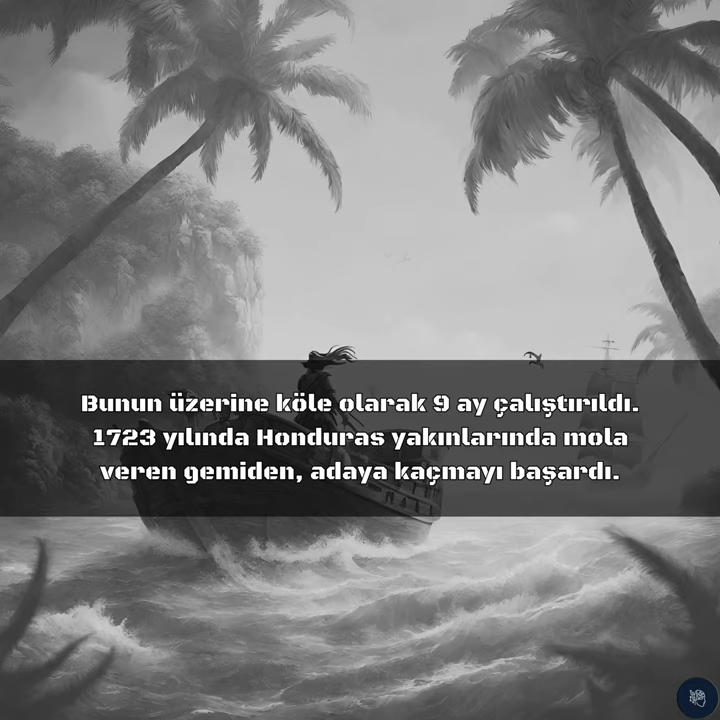 Bunun üzerine köle olarak 9 ay çalıştırıldı.
1723 yılında Honduras yakınlarında mola
veren gemiden, adaya kaçmayı başardı.